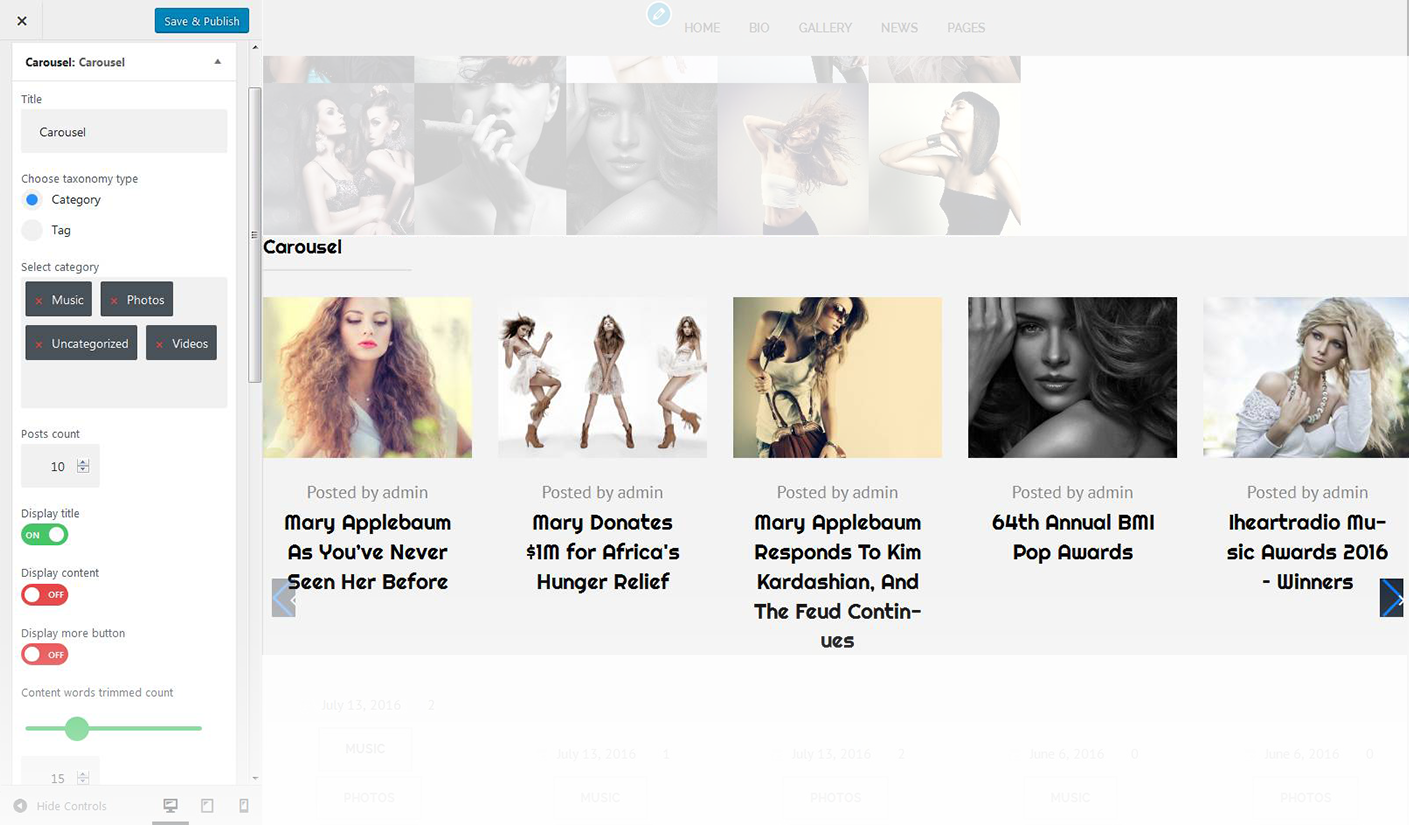 Save & Publish
Carousel: Carousel
Title
Carousel
Choose taxonomy type
Category
Tag
Select category
× Music × Photos
× Uncategorized × Videos
Posts count
10
Display title
ON
Display content
OFF
Display more button
OFF
Content words trimmed count
15
Hide Controls
HOME BIO GALLERY NEWS PAGES
Carousel
Posted by admin
Mary Applebaum
As You've Never
Seen Her Before
Posted by admin
Mary Donates
$1M for Africa's
Hunger Relief
Posted by admin
Mary Applebaum
Responds To Kim
Kardashian, And
The Feud Contin-
ues
Posted by admin
64th Annual BMI
Pop Awards
Posted by admin
Iheartradio Mu-
sic Awards 2016
- Winners
July 13, 2016 2
MUSIC
PHOTOS
July 13, 2016 1
MUSIC
July 13, 2016 2
PHOTOS
June 6, 2016 0
MUSIC
June 6, 2016 0
PHOTOS